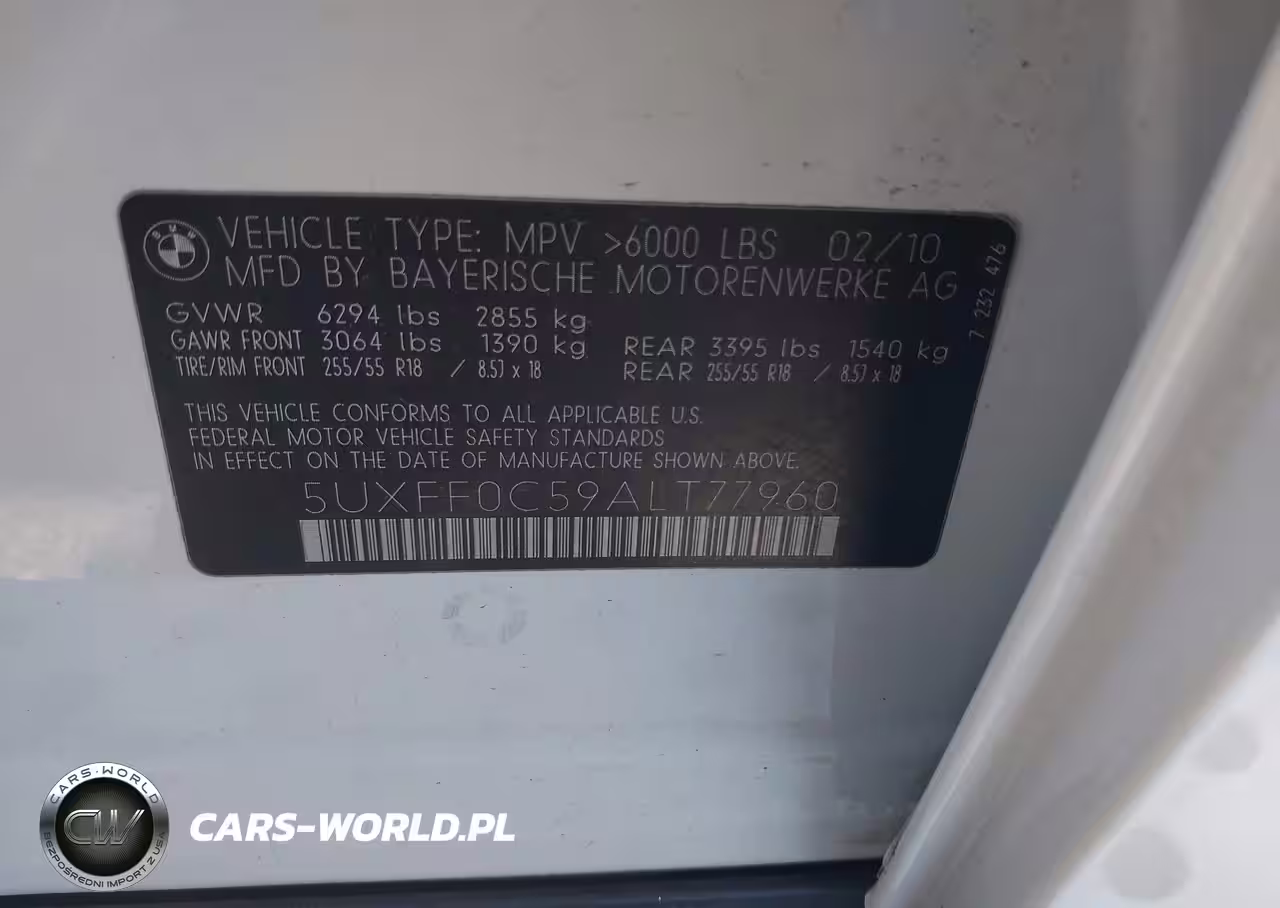 BMW
VEHICLE TYPE: MPV >6000 LBS 02/10
MFD BY BAYERISCHE MOTORENWERKE AG
7 232 476
GVWR 6294 lbs 2855 kg
GAWR FRONT 3064 lbs 1390 kg REAR 3395 lbs 1540 kg
TIRE/RIM FRONT 255/55 R18 / 8.5J x 18 REAR 255/55 R18 / 8.5J x 18
THIS VEHICLE CONFORMS TO ALL APPLICABLE U.S.
FEDERAL MOTOR VEHICLE SAFETY STANDARDS
IN EFFECT ON THE DATE OF MANUFACTURE SHOWN ABOVE.
5UXFF0C59ALT77960
CARS-WORLD
CW
BEZPOŚREDNI IMPORT Z USA
CARS-WORLD.PL